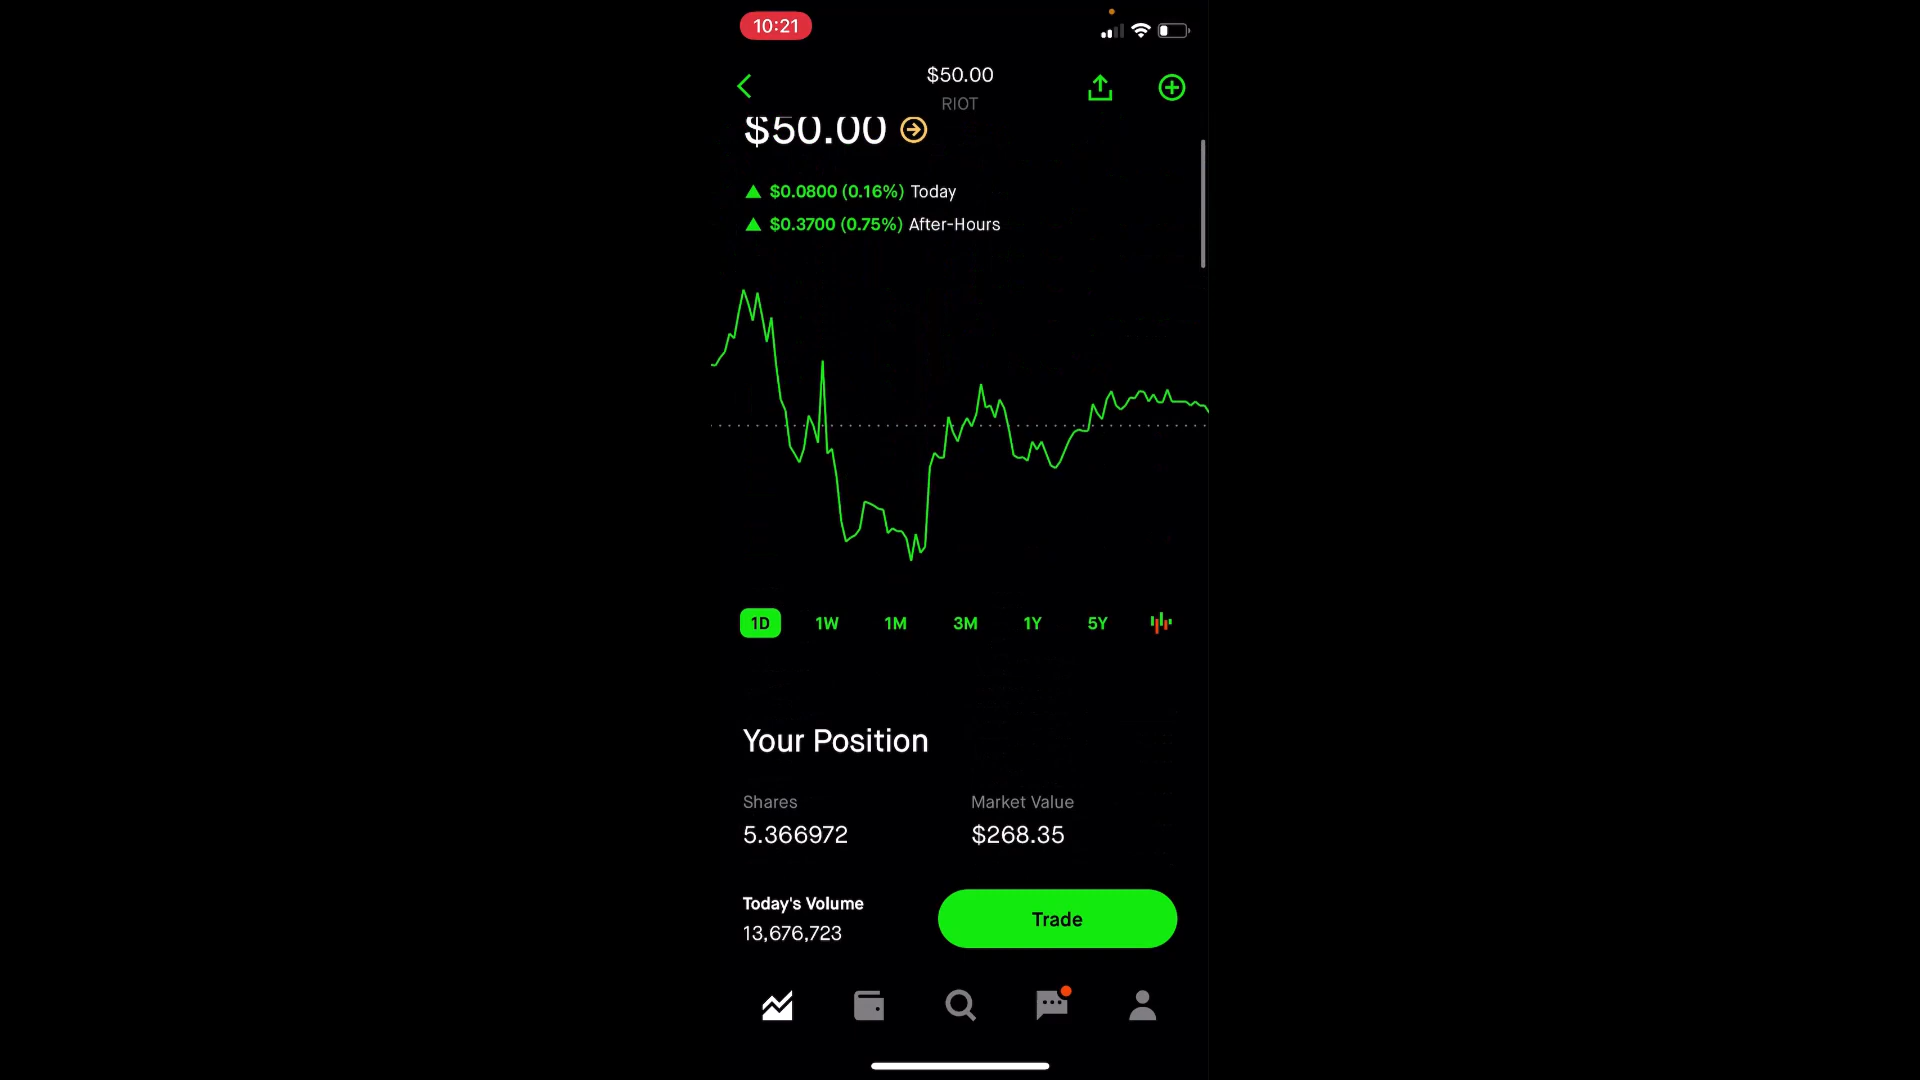 10:21
$50.00
RIOT
$50.00
$0.0800 (0.16%) Today
$0.3700 (0.75%) After-Hours
1D 1W 1M 3M 1Y 5Y
Your Position
Shares Market Value
5.366972 $268.35
Today's Volume
13,676,723
Trade